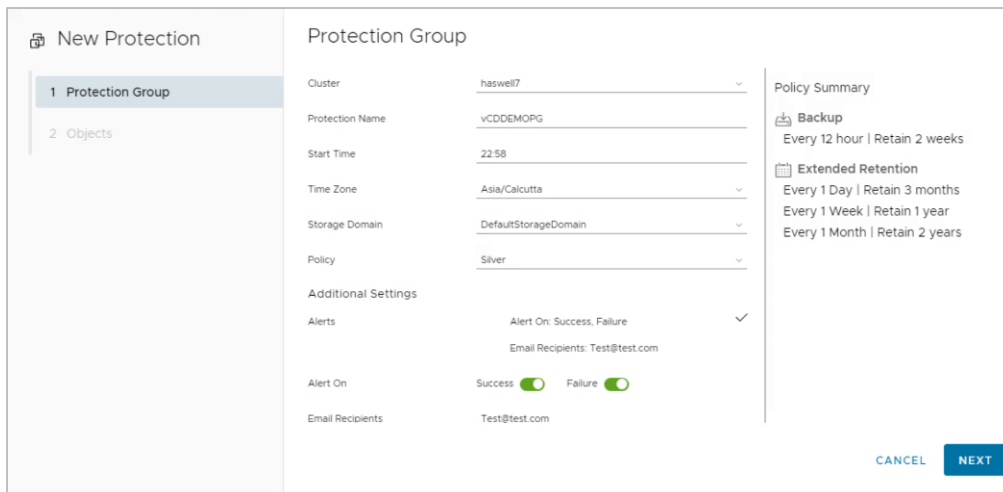 New Protection
1 Protection Group
2 Objects
Protection Group
Cluster haswell7
Protection Name vCDDEMOPG
Start Time 22:58
Time Zone Asia/Calcutta
Storage Domain DefaultStorageDomain
Policy Silver
Additional Settings
Alerts Alert On: Success, Failure
Email Recipients: Test@test.com
Alert On Success Failure
Email Recipients Test@test.com
Policy Summary
Backup
Every 12 hour | Retain 2 weeks
Extended Retention
Every 1 Day | Retain 3 months
Every 1 Week | Retain 1 year
Every 1 Month | Retain 2 years
CANCEL NEXT